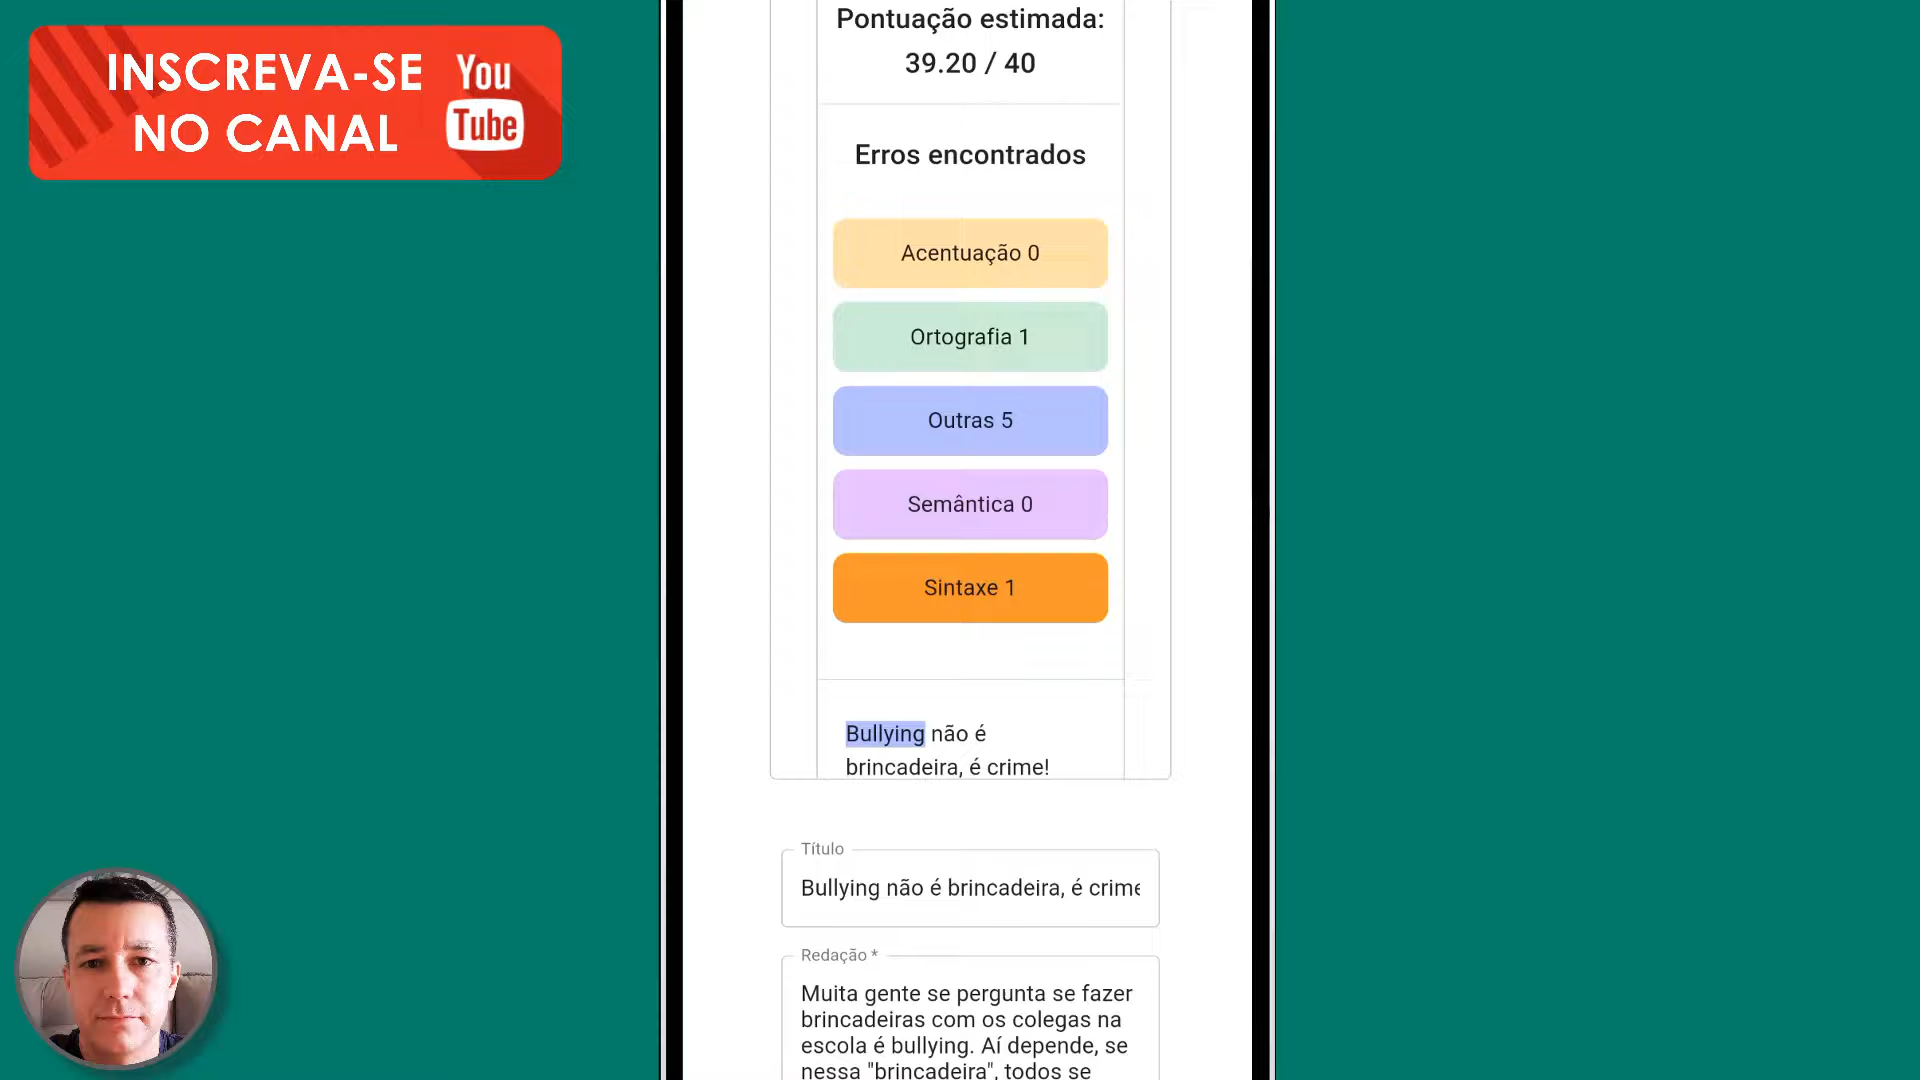 INSCREVA-SE
NO CANAL
You
Tube
Pontuação estimada:
39.20 / 40
Erros encontrados
Acentuação 0
Ortografia 1
Outras 5
Semântica 0
Sintaxe 1
Bullying não é
brincadeira, é crime!
Título
Bullying não é brincadeira, é crime
Redação *
Muita gente se pergunta se fazer
brincadeiras com os colegas na
escola é bullying. Aí depende, se
nessa "brincadeira", todos se